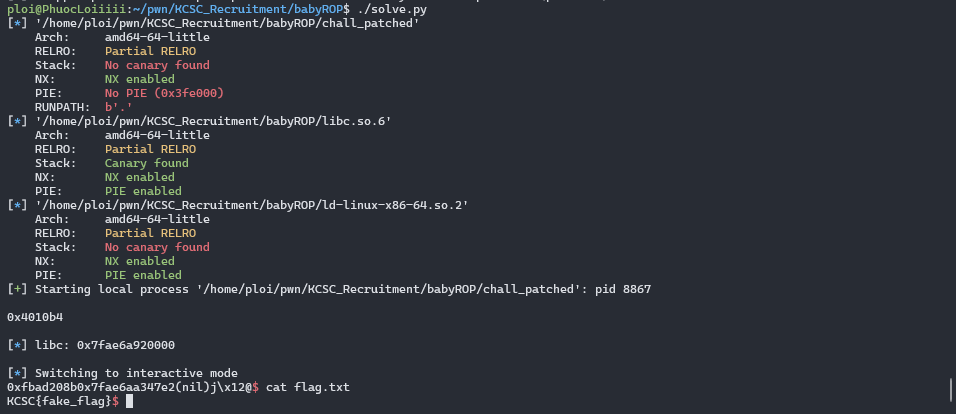 ploi@PhuocLoiiiii:~/pwn/KCSC_Recruitment/babyROP$ ./solve.py
[*] '/home/ploi/pwn/KCSC_Recruitment/babyROP/chall_patched'
    Arch:     amd64-64-little
    RELRO:    Partial RELRO
    Stack:    No canary found
    NX:       NX enabled
    PIE:      No PIE (0x3fe000)
    RUNPATH:  b'.'
[*] '/home/ploi/pwn/KCSC_Recruitment/babyROP/libc.so.6'
    Arch:     amd64-64-little
    RELRO:    Partial RELRO
    Stack:    Canary found
    NX:       NX enabled
    PIE:      PIE enabled
[*] '/home/ploi/pwn/KCSC_Recruitment/babyROP/ld-linux-x86-64.so.2'
    Arch:     amd64-64-little
    RELRO:    Partial RELRO
    Stack:    No canary found
    NX:       NX enabled
    PIE:      PIE enabled
[+] Starting local process '/home/ploi/pwn/KCSC_Recruitment/babyROP/chall_patched': pid 8867
0x4010b4
[*] libc: 0x7fae6a920000
[*] Switching to interactive mode
0xfbad208b0x7fae6aa347e2(nil)j\x12@$ cat flag.txt
KCSC{fake_flag}$